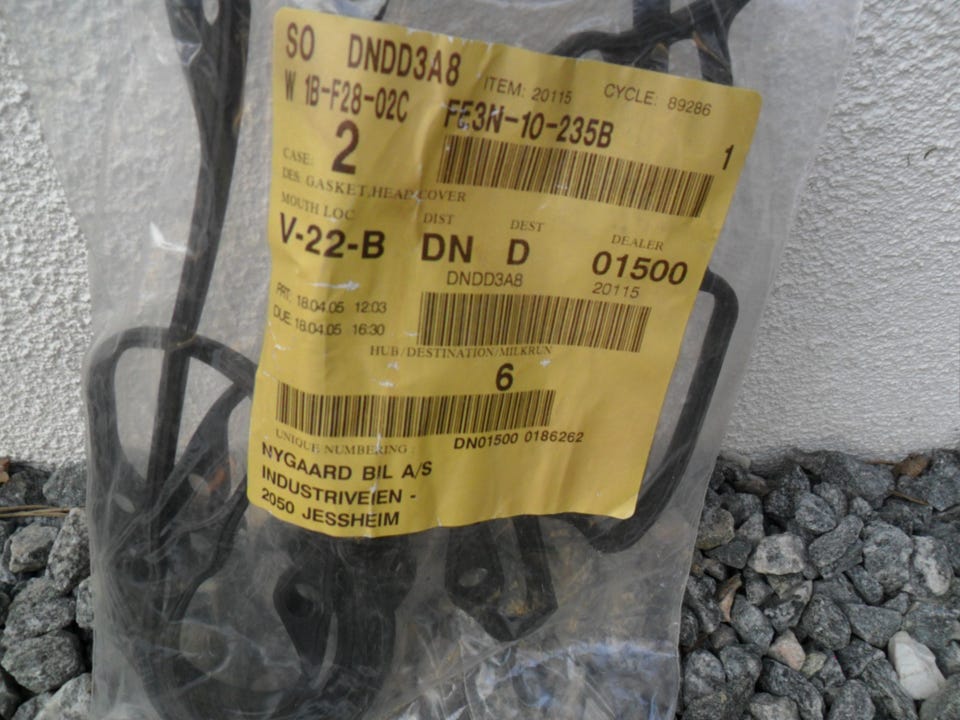 SO DNDD3A8
ITEM: 20115 CYCLE: 89286
W 1B-F28-02C FE3N-10-235B
CASE: 2 1
DES: GASKET,HEAD COVER
MOUTH LOC DIST DEST DEALER
V-22-B DN D 01500
DNDD3A8 20115
PRT: 18.04.05 12:03
DUE: 18.04.05 16:30
HUB/DESTINATION/MILKRUN
6
UNIQUE NUMBERING : DN01500 0186262
NYGAARD BIL A/S
INDUSTRIVEIEN -
2050 JESSHEIM